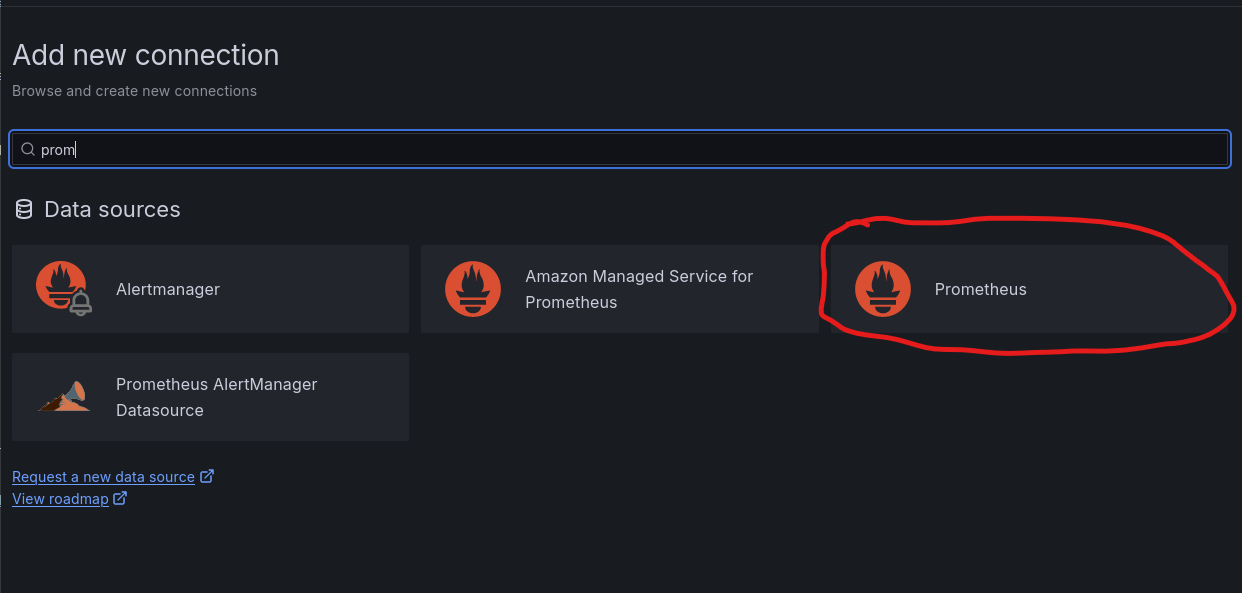 Add new connection
Browse and create new connections
prom
Data sources
Alertmanager
Amazon Managed Service for
Prometheus
Prometheus
Prometheus AlertManager
Datasource
Request a new data source
View roadmap